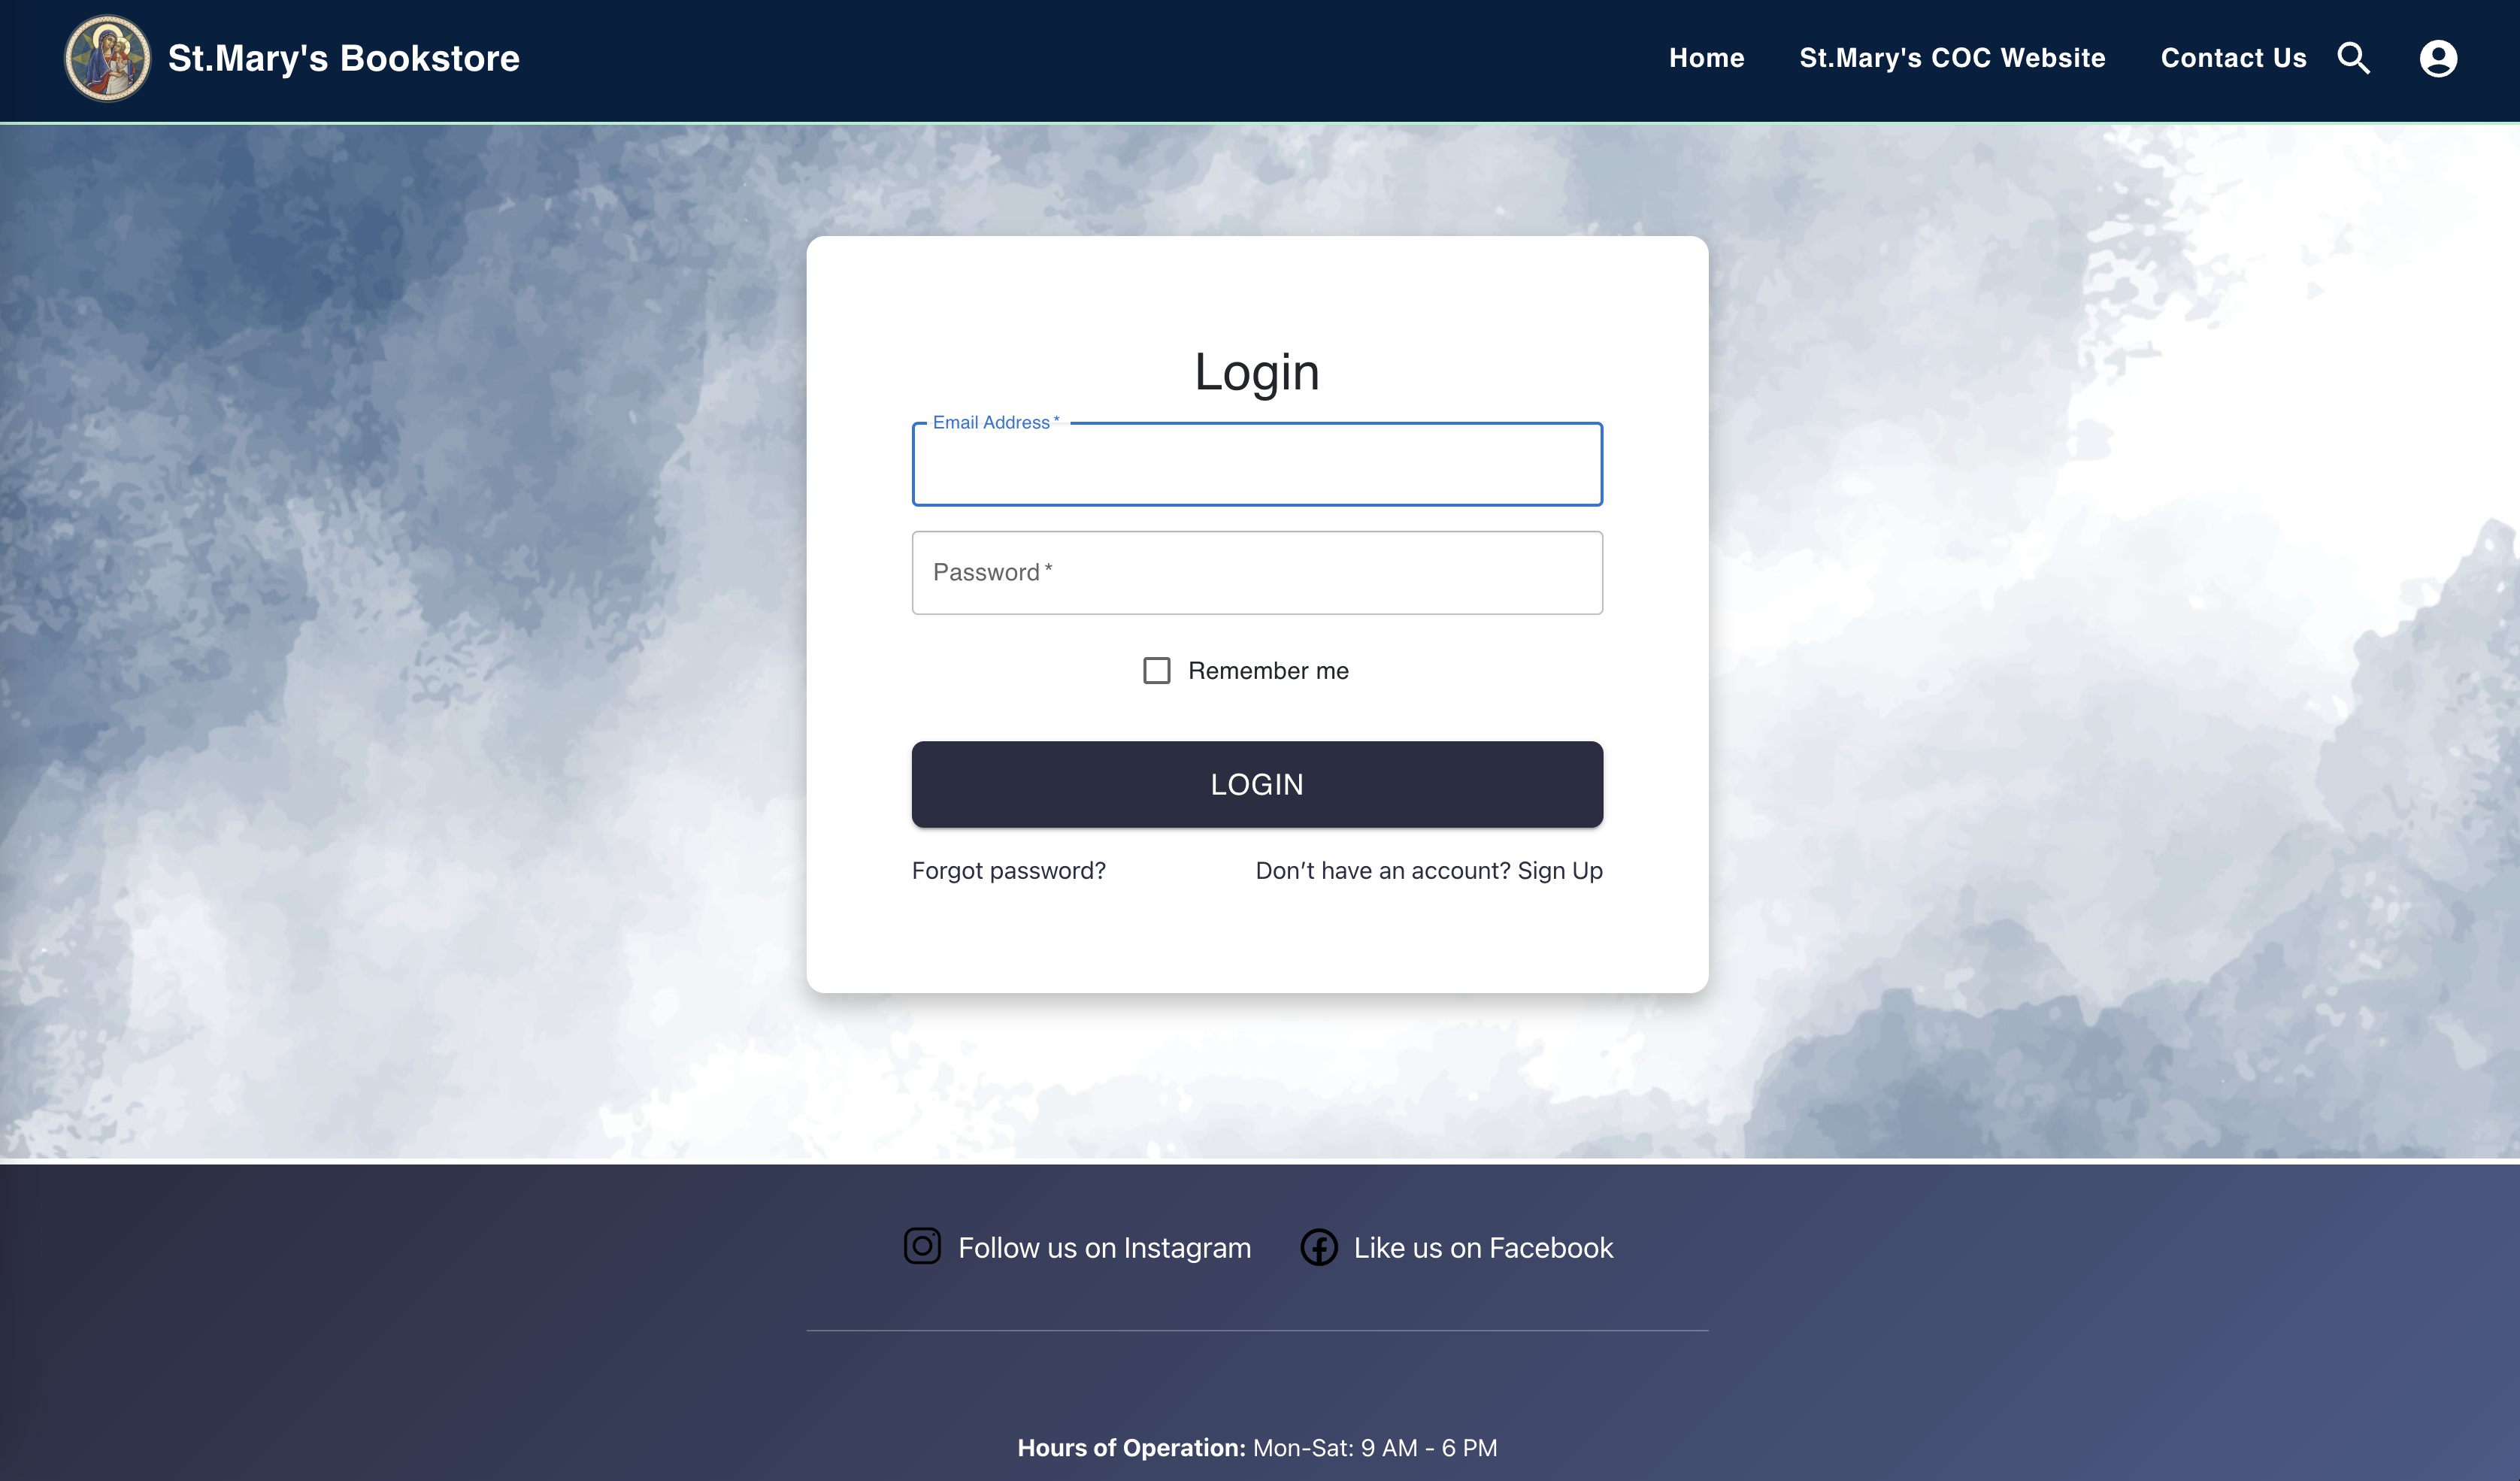 St.Mary's Bookstore
Home
St.Mary's COC Website
Contact Us
Login
Email Address *
Password *
Remember me
LOGIN
Forgot password?
Don't have an account? Sign Up
Follow us on Instagram
Like us on Facebook
Hours of Operation: Mon-Sat: 9 AM - 6 PM